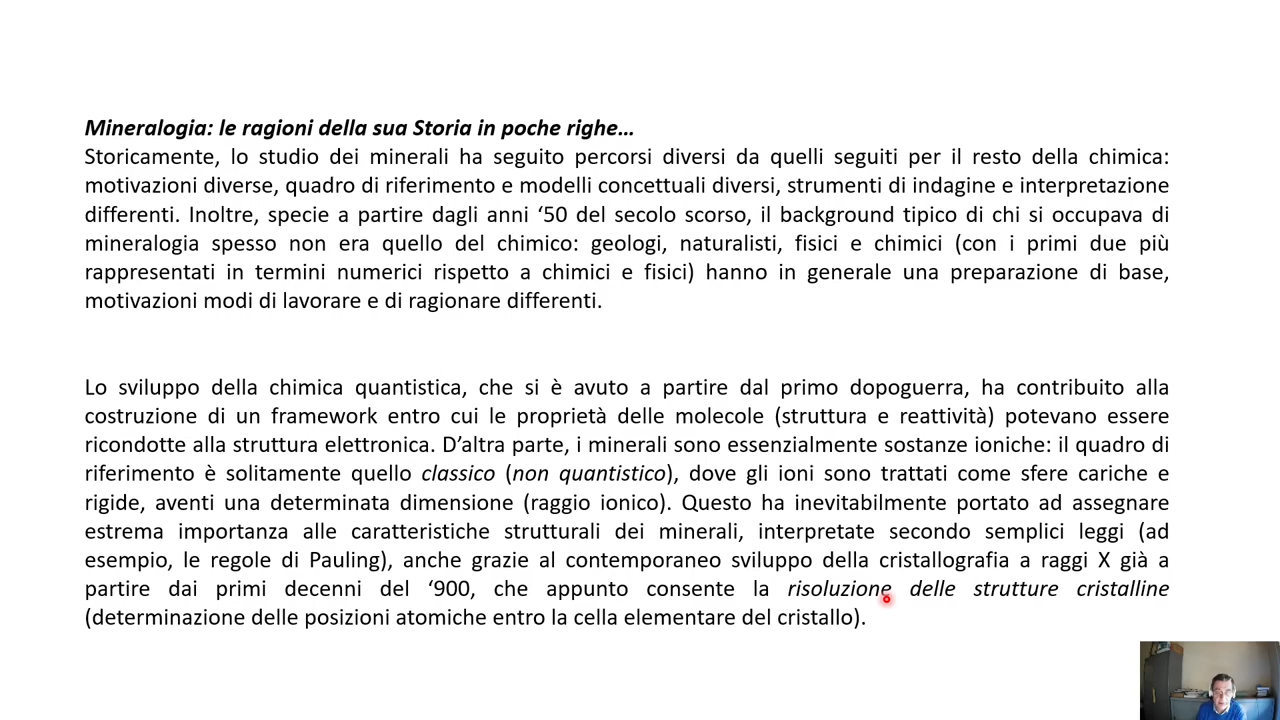 Mineralogia: le ragioni della sua Storia in poche righe…
Storicamente, lo studio dei minerali ha seguito percorsi diversi da quelli seguiti per il resto della chimica:
motivazioni diverse, quadro di riferimento e modelli concettuali diversi, strumenti di indagine e interpretazione
differenti. Inoltre, specie a partire dagli anni ‘50 del secolo scorso, il background tipico di chi si occupava di
mineralogia spesso non era quello del chimico: geologi, naturalisti, fisici e chimici (con i primi due più
rappresentati in termini numerici rispetto a chimici e fisici) hanno in generale una preparazione di base,
motivazioni modi di lavorare e di ragionare differenti.
Lo sviluppo della chimica quantistica, che si è avuto a partire dal primo dopoguerra, ha contribuito alla
costruzione di un framework entro cui le proprietà delle molecole (struttura e reattività) potevano essere
ricondotte alla struttura elettronica. D’altra parte, i minerali sono essenzialmente sostanze ioniche: il quadro di
riferimento è solitamente quello classico (non quantistico), dove gli ioni sono trattati come sfere cariche e
rigide, aventi una determinata dimensione (raggio ionico). Questo ha inevitabilmente portato ad assegnare
estrema importanza alle caratteristiche strutturali dei minerali, interpretate secondo semplici leggi (ad
esempio, le regole di Pauling), anche grazie al contemporaneo sviluppo della cristallografia a raggi X già a
partire dai primi decenni del ‘900, che appunto consente la risoluzione delle strutture cristalline
(determinazione delle posizioni atomiche entro la cella elementare del cristallo).